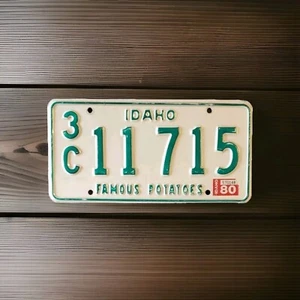 IDAHO
3C 11 715
FAMOUS POTATOES
80